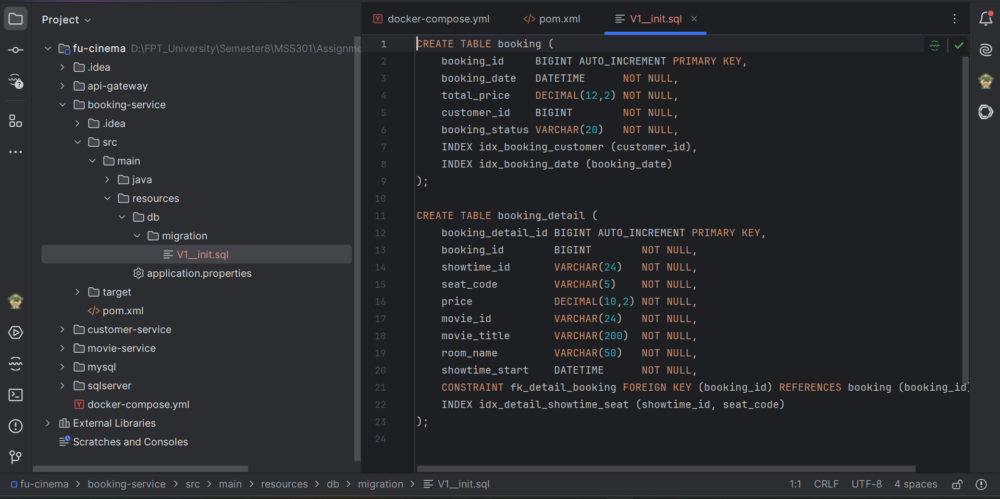 Project
fu-cinema D:\FPT_University\Semester8\MSS301\Assignme
.idea
api-gateway
booking-service
.idea
src
main
java
resources
db
migration
V1__init.sql
application.properties
target
pom.xml
customer-service
movie-service
mysql
sqlserver
docker-compose.yml
External Libraries
Scratches and Consoles
docker-compose.yml pom.xml V1__init.sql
1 CREATE TABLE booking (
2 booking_id BIGINT AUTO_INCREMENT PRIMARY KEY,
3 booking_date DATETIME NOT NULL,
4 total_price DECIMAL(12,2) NOT NULL,
5 customer_id BIGINT NOT NULL,
6 booking_status VARCHAR(20) NOT NULL,
7 INDEX idx_booking_customer (customer_id),
8 INDEX idx_booking_date (booking_date)
9 );
10
11 CREATE TABLE booking_detail (
12 booking_detail_id BIGINT AUTO_INCREMENT PRIMARY KEY,
13 booking_id BIGINT NOT NULL,
14 showtime_id VARCHAR(24) NOT NULL,
15 seat_code VARCHAR(5) NOT NULL,
16 price DECIMAL(10,2) NOT NULL,
17 movie_id VARCHAR(24) NOT NULL,
18 movie_title VARCHAR(200) NOT NULL,
19 room_name VARCHAR(50) NOT NULL,
20 showtime_start DATETIME NOT NULL,
21 CONSTRAINT fk_detail_booking FOREIGN KEY (booking_id) REFERENCES booking (booking_id)
22 INDEX idx_detail_showtime_seat (showtime_id, seat_code)
23 );
24
fu-cinema > booking-service > src > main > resources > db > migration > V1__init.sql 1:1 CRLF UTF-8 4 spaces